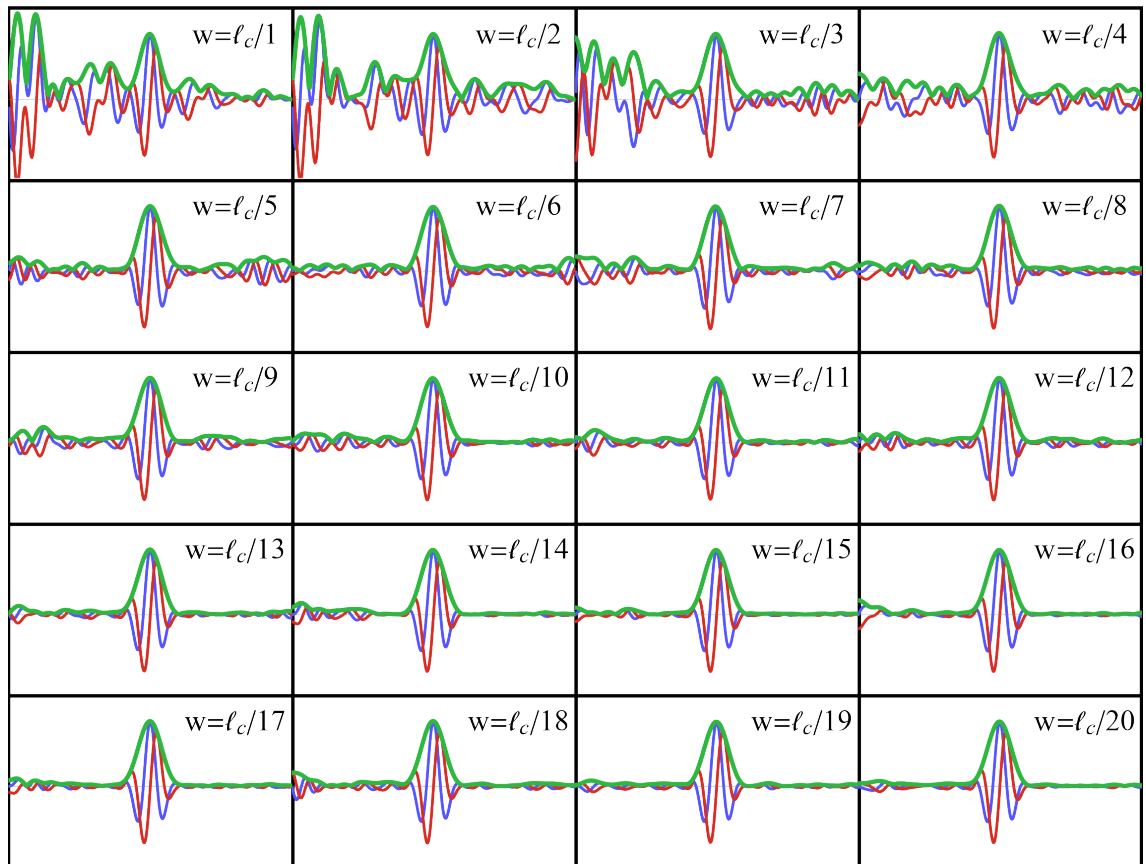 w=ℓc/1
w=ℓc/2
w=ℓc/3
w=ℓc/4
w=ℓc/5
w=ℓc/6
w=ℓc/7
w=ℓc/8
w=ℓc/9
w=ℓc/10
w=ℓc/11
w=ℓc/12
w=ℓc/13
w=ℓc/14
w=ℓc/15
w=ℓc/16
w=ℓc/17
w=ℓc/18
w=ℓc/19
w=ℓc/20